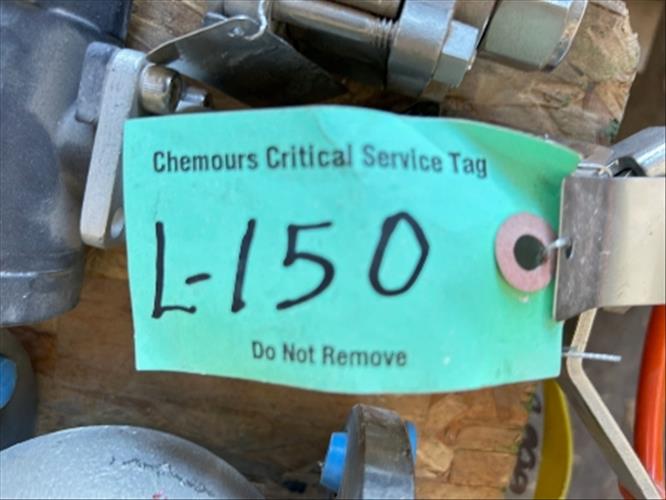 Chemours Critical Service Tag
L-150
Do Not Remove